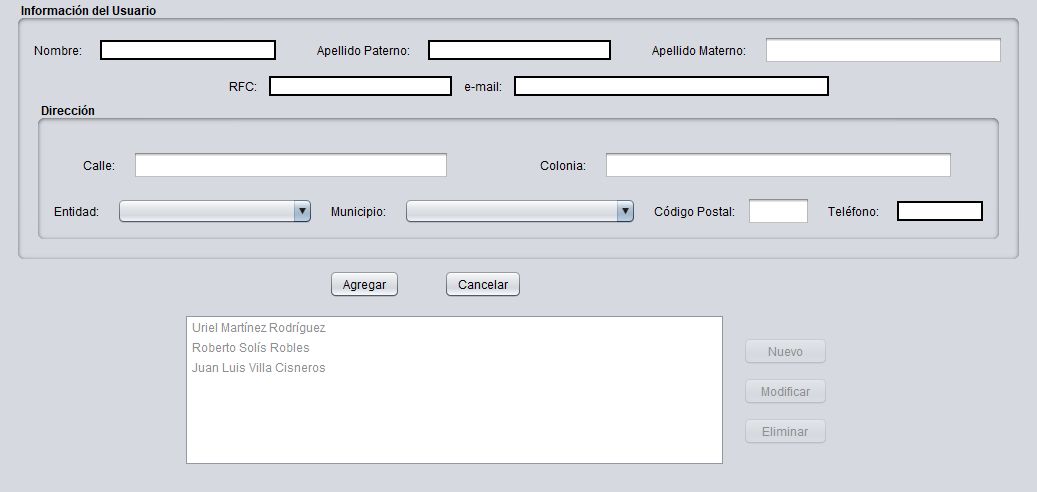 Información del Usuario
Nombre: Apellido Paterno: Apellido Materno:
RFC: e-mail:
Dirección
Calle: Colonia:
Entidad: Municipio: Código Postal: Teléfono:
Agregar Cancelar
Uriel Martínez Rodríguez
Roberto Solís Robles
Juan Luis Villa Cisneros
Nuevo
Modificar
Eliminar